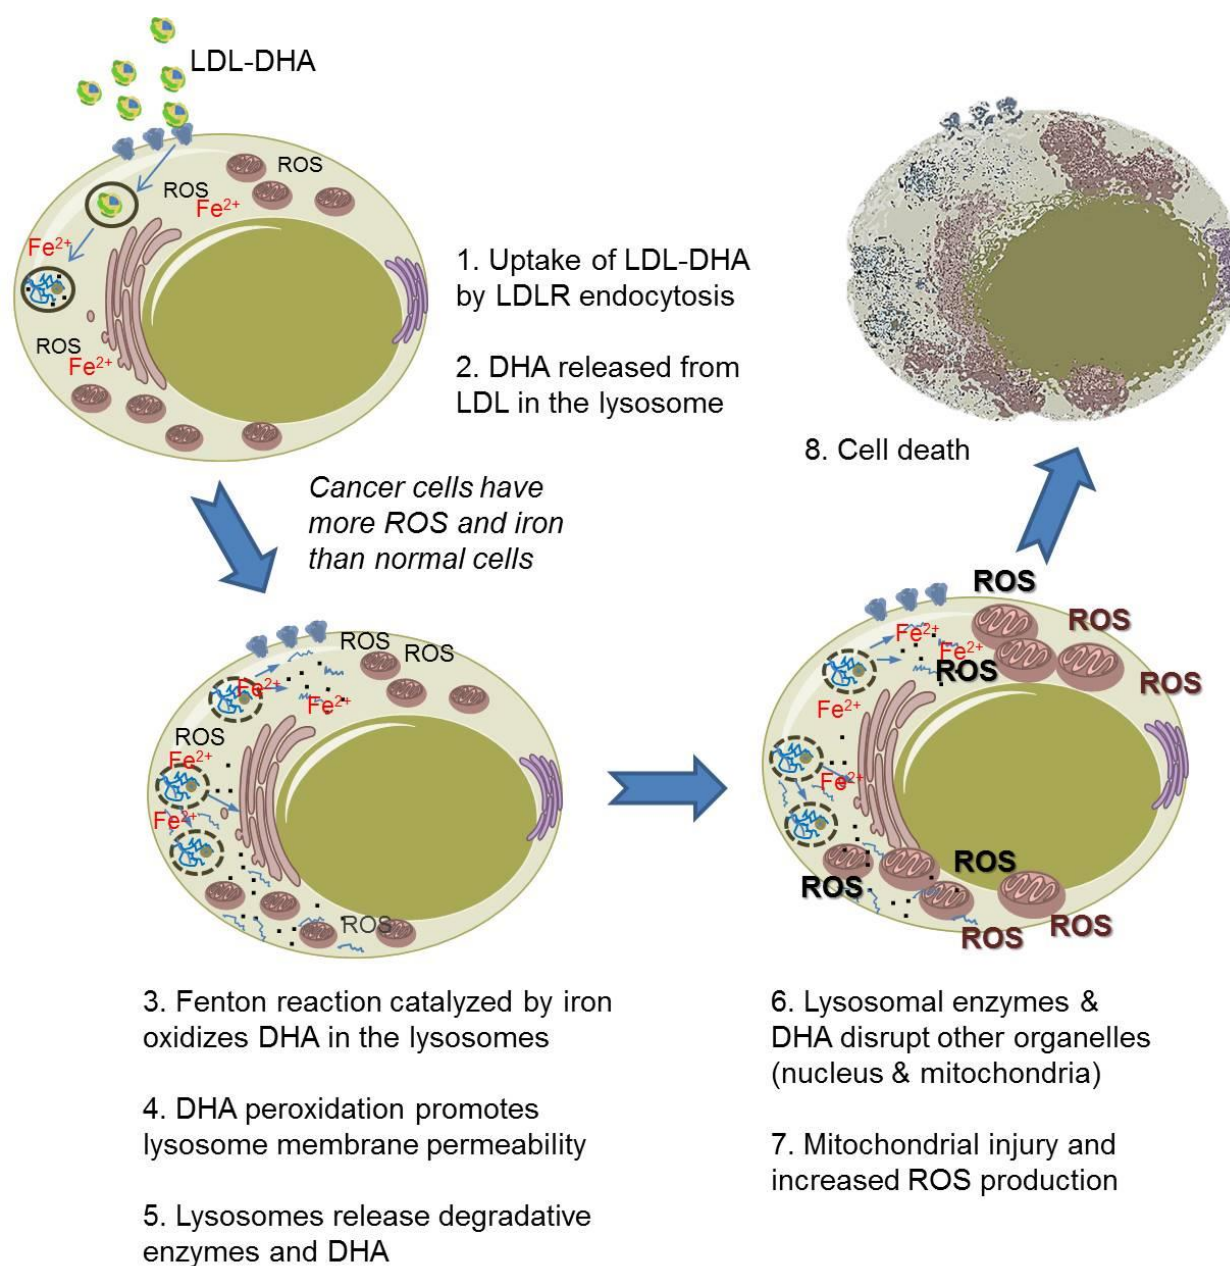 LDL-DHA
ROS
ROS
Fe²⁺
Fe²⁺
ROS
Fe²⁺
1. Uptake of LDL-DHA
by LDLR endocytosis
2. DHA released from
LDL in the lysosome
Cancer cells have
more ROS and iron
than normal cells
ROS
ROS
Fe²⁺
Fe²⁺
ROS
Fe²⁺
Fe²⁺
ROS
3. Fenton reaction catalyzed by iron
oxidizes DHA in the lysosomes
4. DHA peroxidation promotes
lysosome membrane permeability
5. Lysosomes release degradative
enzymes and DHA
ROS
ROS
Fe²⁺
Fe²⁺
ROS
ROS
Fe²⁺
Fe²⁺
ROS
ROS
ROS
ROS
6. Lysosomal enzymes &
DHA disrupt other organelles
(nucleus & mitochondria)
7. Mitochondrial injury and
increased ROS production
8. Cell death